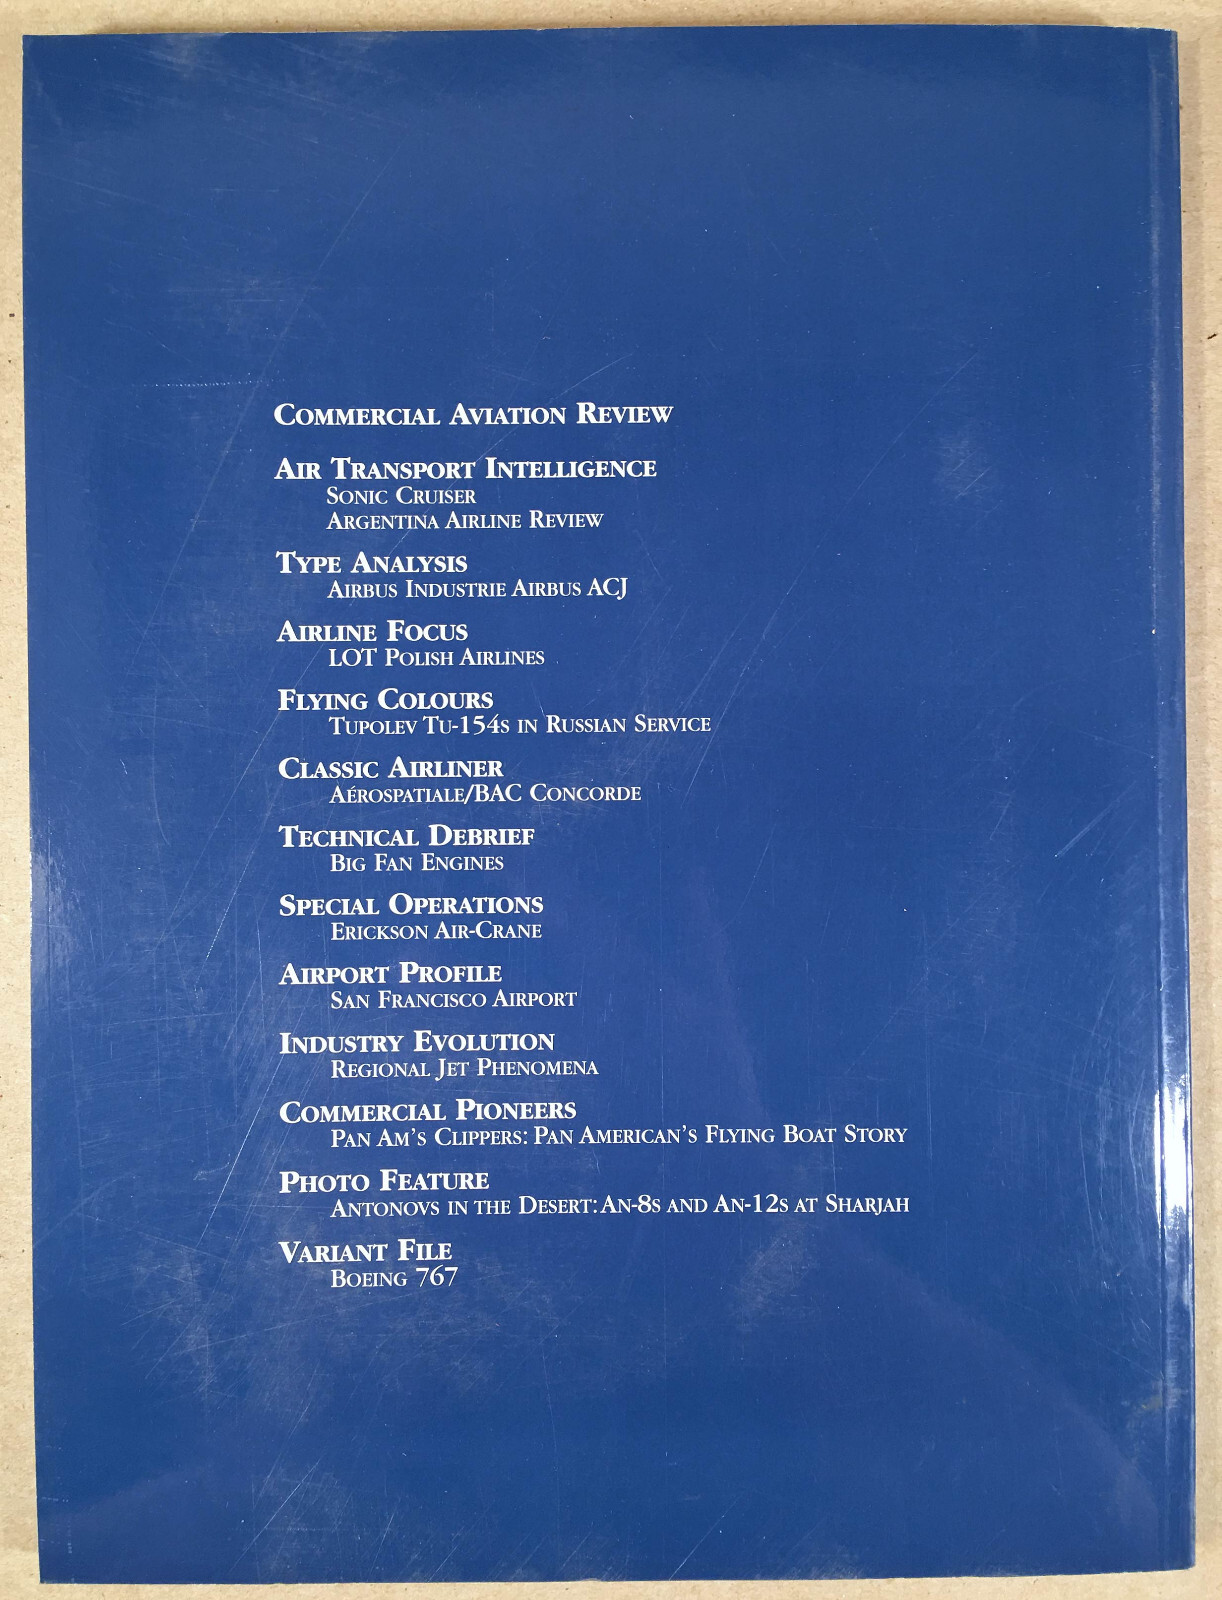 Commercial Aviation Review
Air Transport Intelligence
Sonic Cruiser
Argentina Airline Review
Type Analysis
Airbus Industrie Airbus ACJ
Airline Focus
LOT Polish Airlines
Flying Colours
Tupolev Tu-154s in Russian Service
Classic Airliner
Aérospatiale/BAC Concorde
Technical Debrief
Big Fan Engines
Special Operations
Erickson Air-Crane
Airport Profile
San Francisco Airport
Industry Evolution
Regional Jet Phenomena
Commercial Pioneers
Pan Am's Clippers: Pan American's Flying Boat Story
Photo Feature
Antonovs in the Desert: An-8s and An-12s at Sharjah
Variant File
Boeing 767